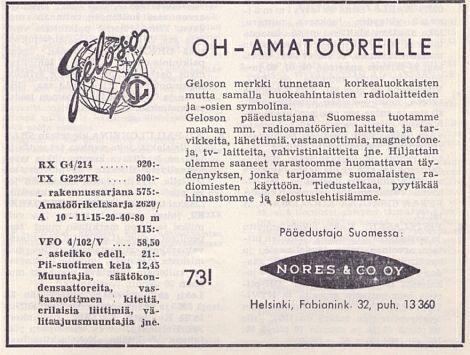 Geloso
OH-AMATÖÖREILLE
Geloson merkki tunnetaan korkealuokkaisten
mutta samalla huokeahintaisten radiolaitteiden
ja -osien symbolina.
Geloson pääedustajana Suomessa tuotamme
maahan mm. radioamatöörien laitteita ja tar-
vikkeita, lähettimiä, vastaanottimia, magnetofone-
ja, tv- laitteita, vahvistinlaitteita jne. Hiljattain
olemme saaneet varastoomme huomattavan täy-
dennyksen, jonka tarjoamme suomalaisten ra-
diomiesten käyttöön. Tiedustelkaa, pyytäkää
hinnastomme ja selostuslehtisiämme.
RX G4/214 ...... 920:-
TX G222TR .... 800:-
- rakennussarjana 575:-
Amatöörikelasarja 2620/
A 10-11-15-20-40-80 m
115:-
VFO 4/102/V .... 58,50
- asteikko edell. 21:-
Pii-suotimen kela 12,45
Muuntajia, säätökon-
densaattoreita, vas-
taanottimen kiteitä,
erilaisia liittimiä, vä-
litaajuusmuuntajia jne.
73!
Pääedustaja Suomessa:
NORES & CO OY
Helsinki, Fabianink. 32, puh. 13 360